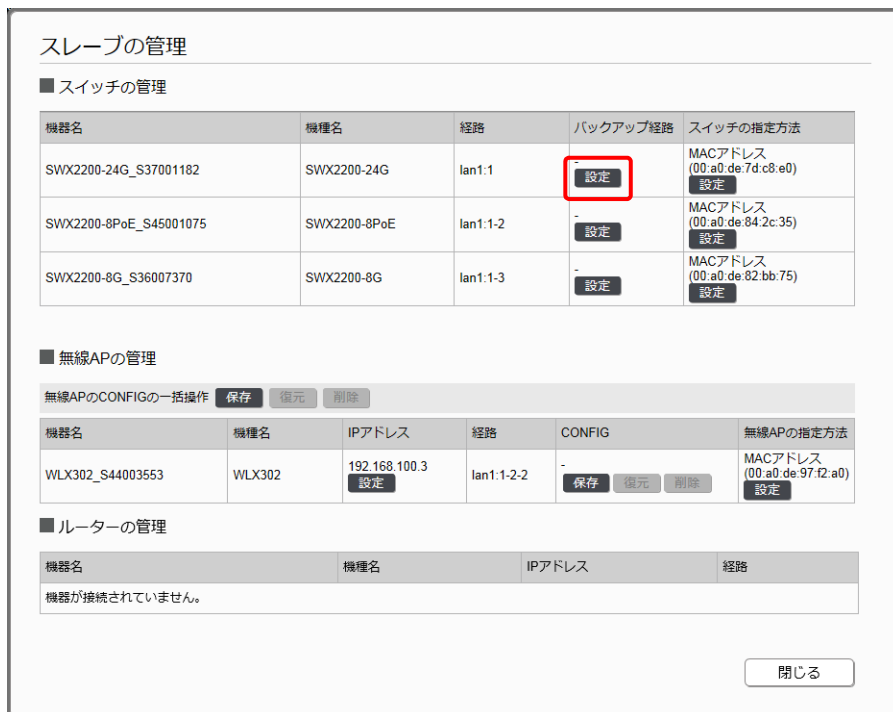 スレーブの管理
■ スイッチの管理
機器名 機種名 経路 バックアップ経路 スイッチの指定方法
SWX2200-24G_S37001182 SWX2200-24G lan1:1 - 設定 MACアドレス (00:a0:de:7d:c8:e0) 設定
SWX2200-8PoE_S45001075 SWX2200-8PoE lan1:1-2 - 設定 MACアドレス (00:a0:de:84:2c:35) 設定
SWX2200-8G_S36007370 SWX2200-8G lan1:1-3 - 設定 MACアドレス (00:a0:de:82:bb:75) 設定
■ 無線APの管理
無線APのCONFIGの一括操作 保存 復元 削除
機器名 機種名 IPアドレス 経路 CONFIG 無線APの指定方法
WLX302_S44003553 WLX302 192.168.100.3 設定 lan1:1-2-2 - 保存 復元 削除 MACアドレス (00:a0:de:97:f2:a0) 設定
■ ルーターの管理
機器名 機種名 IPアドレス 経路
機器が接続されていません。
閉じる